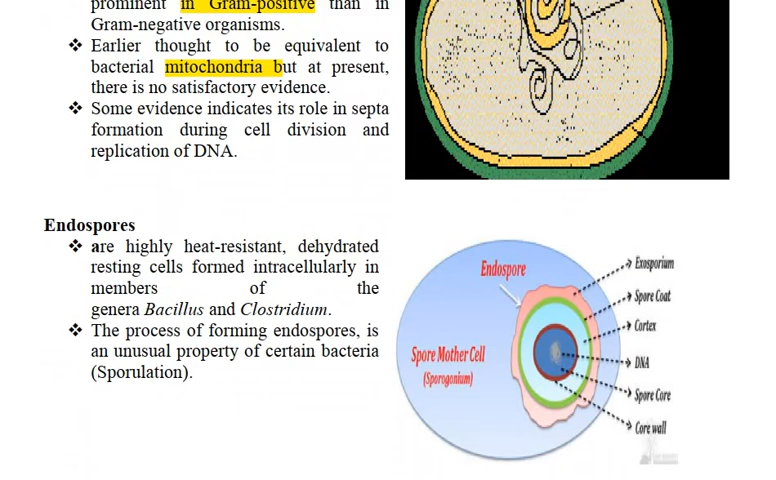 prominent in Gram-positive than in
Gram-negative organisms.
❖ Earlier thought to be equivalent to
bacterial mitochondria but at present,
there is no satisfactory evidence.
❖ Some evidence indicates its role in septa
formation during cell division and
replication of DNA.
Endospores
❖ are highly heat-resistant, dehydrated
resting cells formed intracellularly in
members of the
genera Bacillus and Clostridium.
❖ The process of forming endospores, is
an unusual property of certain bacteria
(Sporulation).
Endospore
Spore Mother Cell
(Sporogonium)
Exosporium
Spore Coat
Cortex
DNA
Spore Core
Core wall